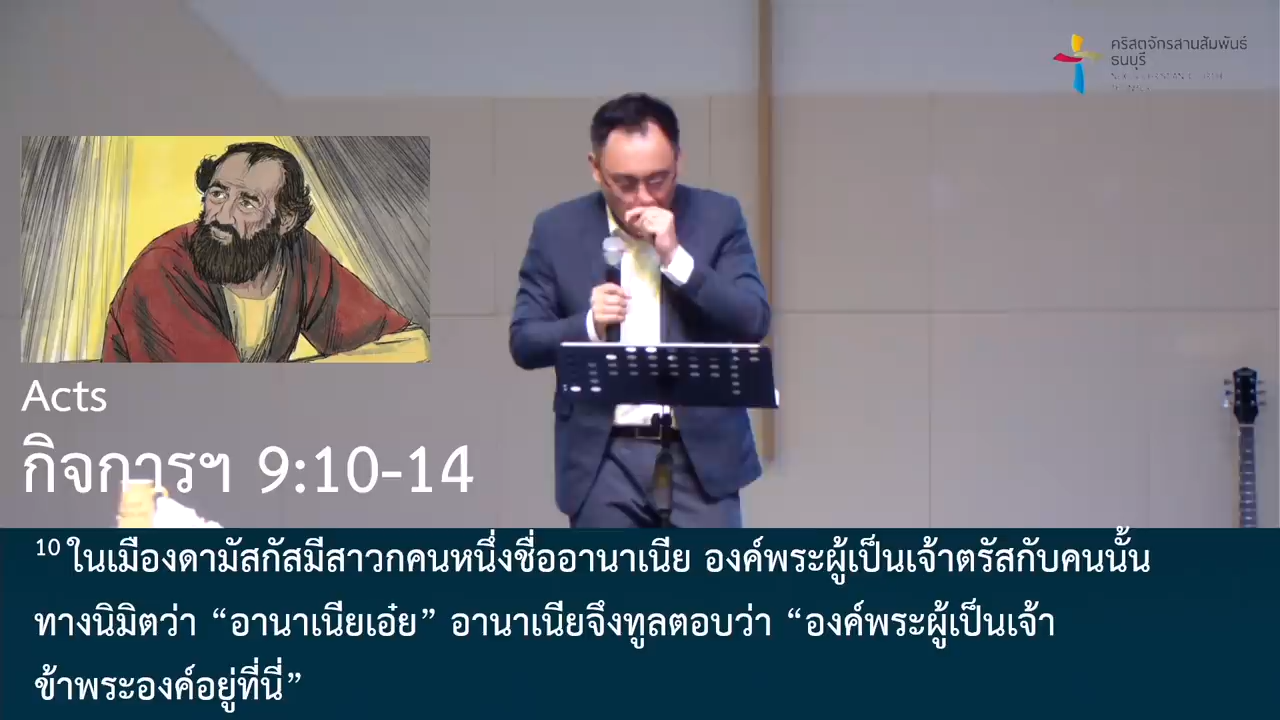 คริสตจักรสานสัมพันธ์
ธนบุรี
Acts
กิจการฯ 9:10-14
10 ในเมืองดามัสกัสมีสาวกคนหนึ่งชื่ออานาเนีย องค์พระผู้เป็นเจ้าตรัสกับคนนั้น
ทางนิมิตว่า “อานาเนียเอ๋ย” อานาเนียจึงทูลตอบว่า “องค์พระผู้เป็นเจ้า
ข้าพระองค์อยู่ที่นี่”